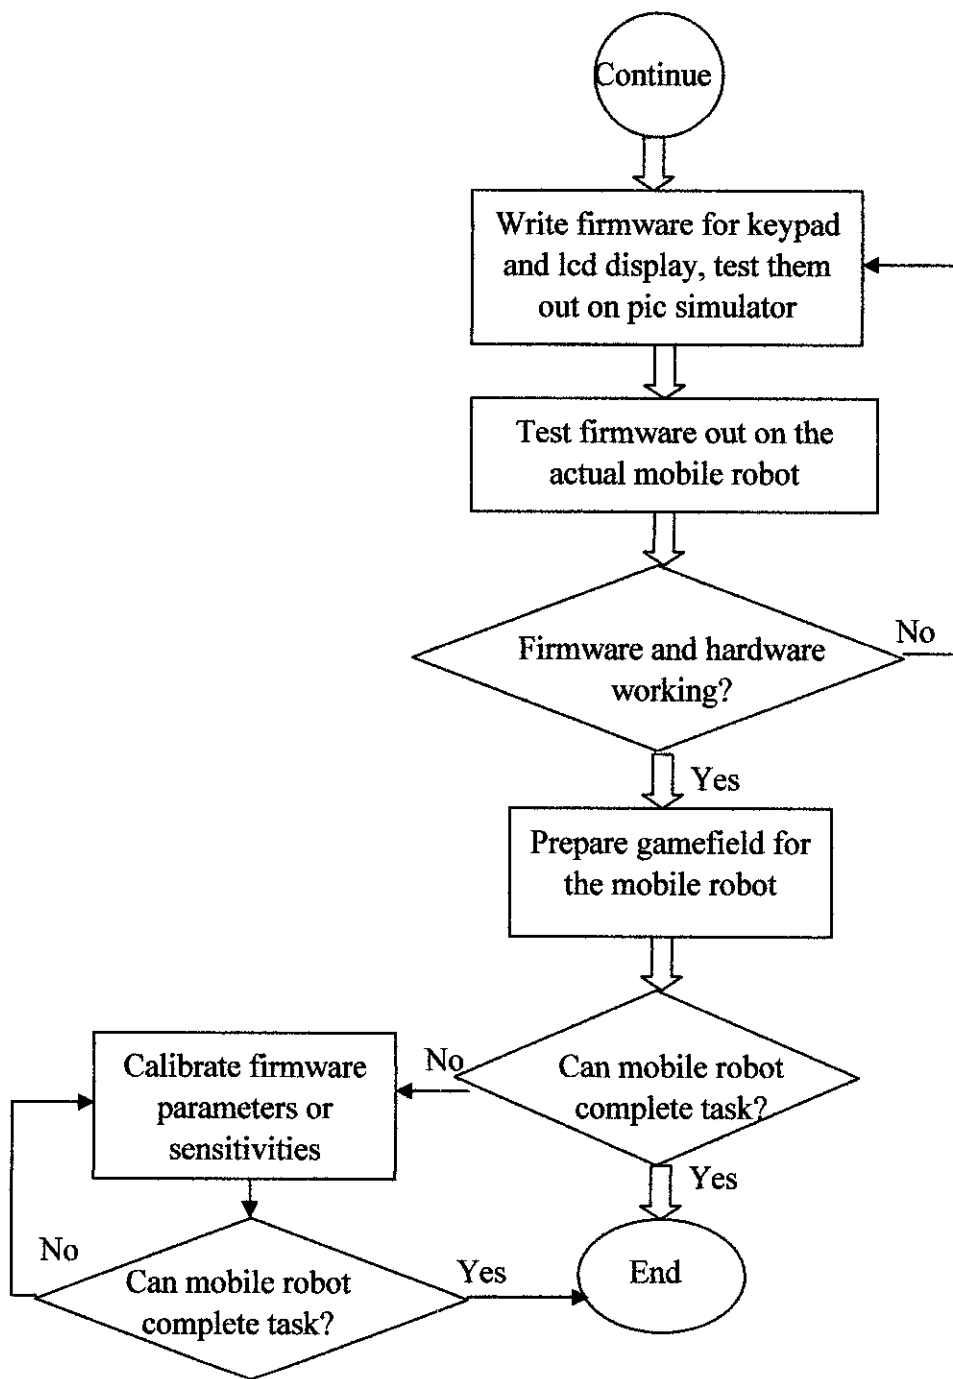 Continue
Write firmware for keypad
and lcd display, test them
out on pic simulator
Test firmware out on the
actual mobile robot
Firmware and hardware
working?
No
Yes
Prepare gamefield for
the mobile robot
Can mobile robot
complete task?
No
Yes
Calibrate firmware
parameters or
sensitivities
No
Can mobile robot
complete task?
Yes
End